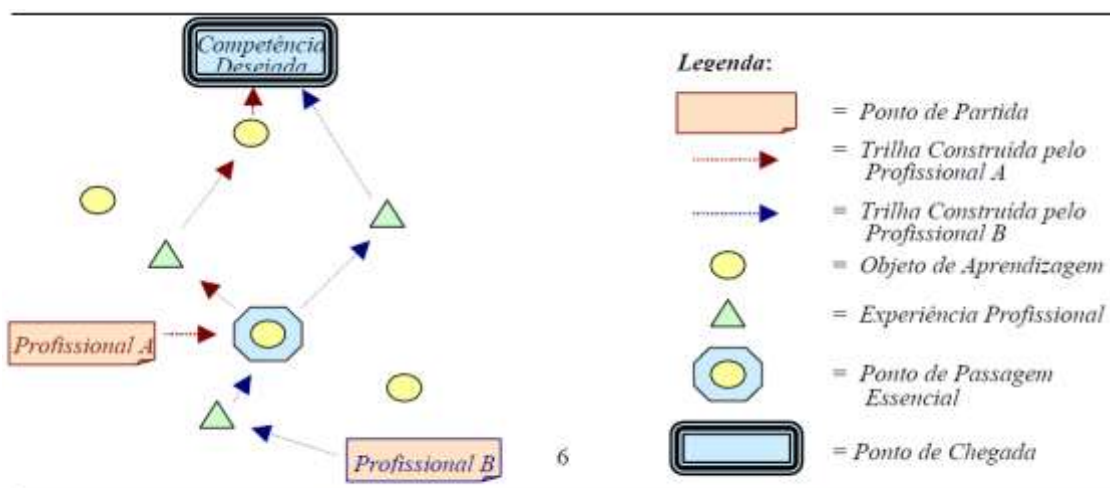 Competência
Desejada
Profissional A
Profissional B
6
Legenda:
= Ponto de Partida
= Trilha Construída pelo
Profissional A
= Trilha Construída pelo
Profissional B
= Objeto de Aprendizagem
= Experiência Profissional
= Ponto de Passagem
Essencial
= Ponto de Chegada